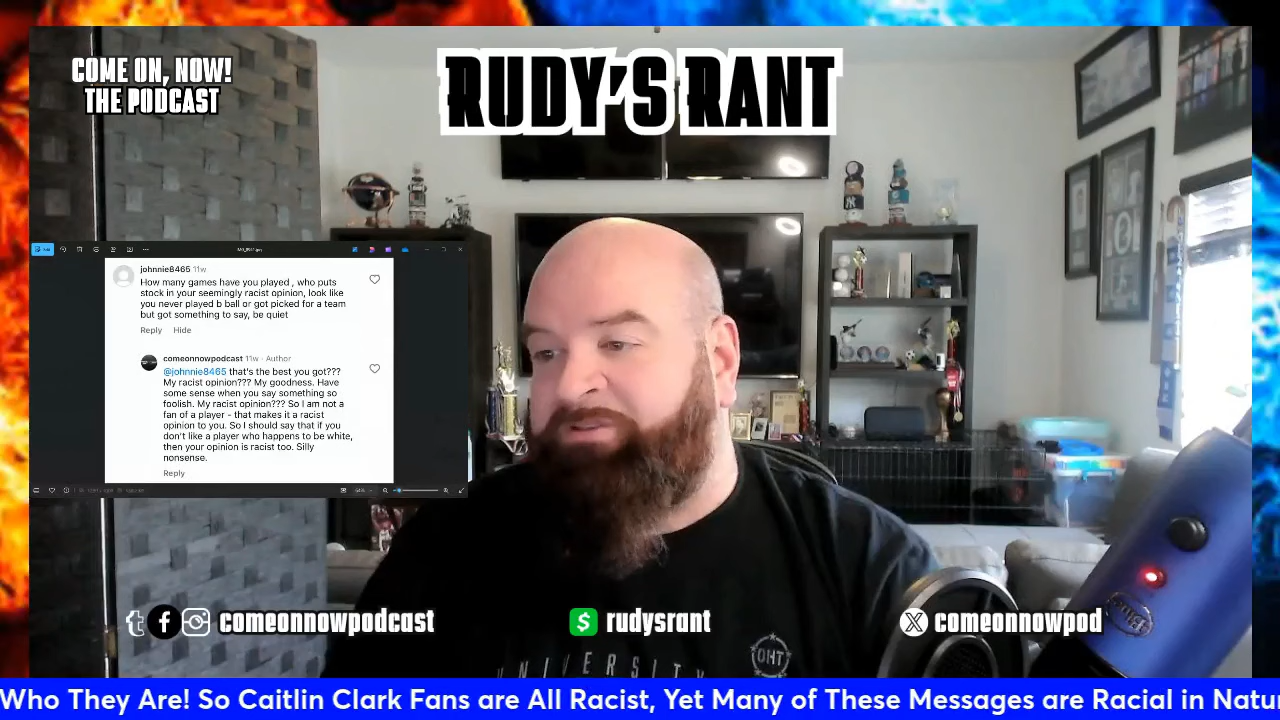 COME ON, NOW!
THE PODCAST
RUDY'S RANT
johnnie8465 11w
How many games have you played , who puts
stock in your seemingly racist opinion, look like
you never played b ball or got picked for a team
but got something to say, be quiet
Reply Hide
comeonnowpodcast 11w · Author
@johnnie8465 that's the best you got???
My racist opinion??? My goodness. Have
some sense when you say something so
foolish. My racist opinion??? So I am not a
fan of a player - that makes it a racist
opinion to you. So I should say that if you
don't like a player who happens to be white,
then your opinion is racist too. Silly
nonsense.
Reply
comeonnowpodcast
rudysrant
comeonnowpod
UNIVERSITY
OHT
Blue
Who They Are! So Caitlin Clark Fans are All Racist, Yet Many of These Messages are Racial in Natu